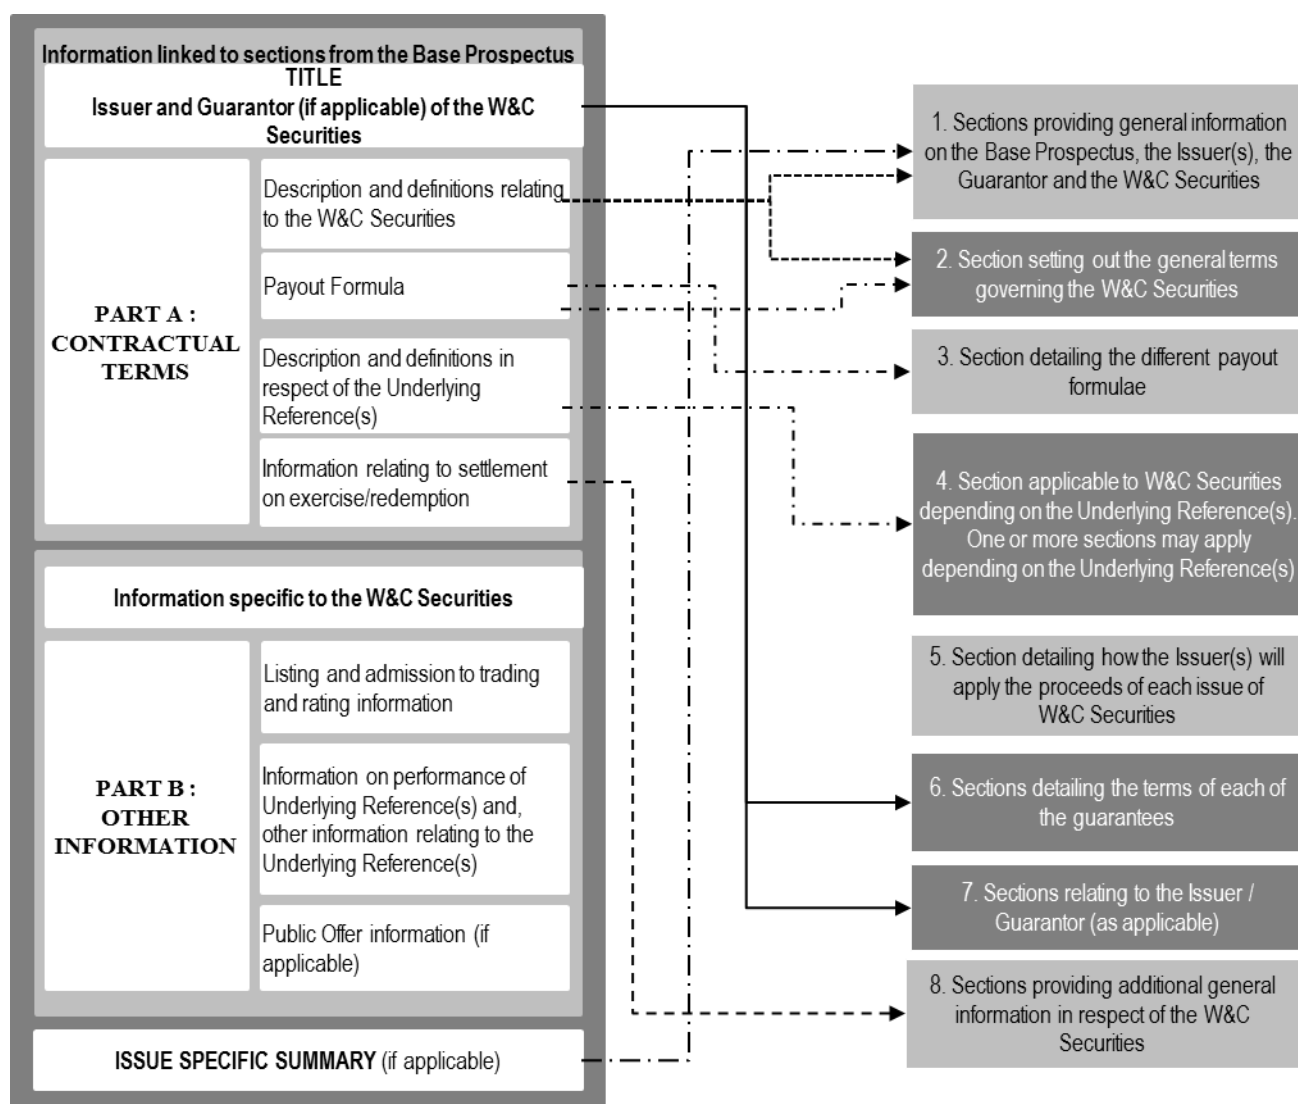 Information linked to sections from the Base Prospectus
TITLE
Issuer and Guarantor (if applicable) of the W&C
Securities
PART A :
CONTRACTUAL
TERMS
Description and definitions relating
to the W&C Securities
Payout Formula
Description and definitions in
respect of the Underlying
Reference(s)
Information relating to settlement
on exercise/redemption
Information specific to the W&C Securities
PART B :
OTHER
INFORMATION
Listing and admission to trading
and rating information
Information on performance of
Underlying Reference(s) and,
other information relating to the
Underlying Reference(s)
Public Offer information (if
applicable)
ISSUE SPECIFIC SUMMARY (if applicable)
1. Sections providing general information
on the Base Prospectus, the Issuer(s), the
Guarantor and the W&C Securities
2. Section setting out the general terms
governing the W&C Securities
3. Section detailing the different payout
formulae
4. Section applicable to W&C Securities
depending on the Underlying Reference(s).
One or more sections may apply
depending on the Underlying Reference(s)
5. Section detailing how the Issuer(s) will
apply the proceeds of each issue of
W&C Securities
6. Sections detailing the terms of each of
the guarantees
7. Sections relating to the Issuer /
Guarantor (as applicable)
8. Sections providing additional general
information in respect of the W&C
Securities